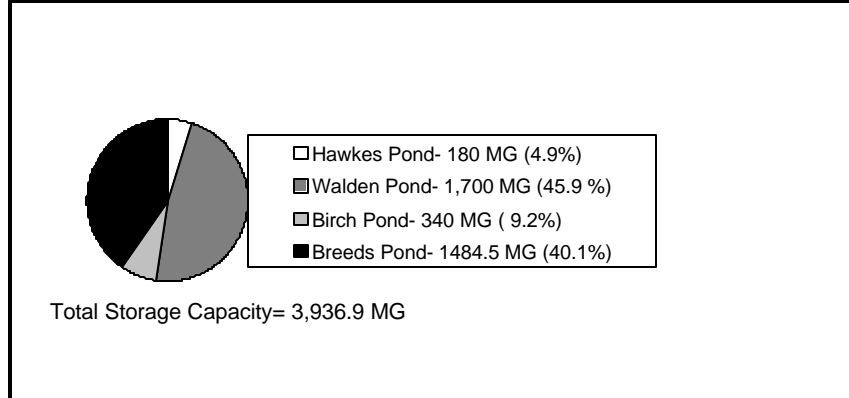 Hawkes Pond- 180 MG (4.9%)
Walden Pond- 1,700 MG (45.9 %)
Birch Pond- 340 MG ( 9.2%)
Breeds Pond- 1484.5 MG (40.1%)
Total Storage Capacity= 3,936.9 MG